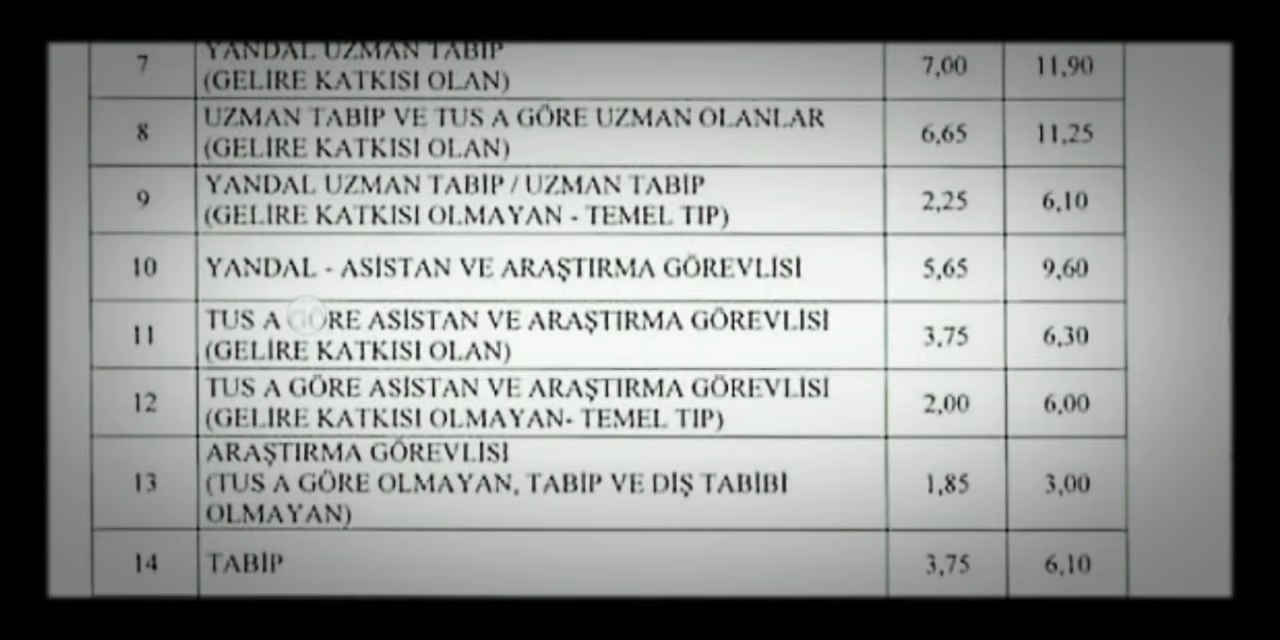 7 YANDAL UZMAN TABİP 7,00 11,90
(GELİRE KATKISI OLAN)
8 UZMAN TABİP VE TUS A GÖRE UZMAN OLANLAR 6,65 11,25
(GELİRE KATKISI OLAN)
9 YANDAL UZMAN TABİP / UZMAN TABİP 2,25 6,10
(GELİRE KATKISI OLMAYAN - TEMEL TIP)
10 YANDAL - ASİSTAN VE ARAŞTIRMA GÖREVLİSİ 5,65 9,60
11 TUS A GÖRE ASİSTAN VE ARAŞTIRMA GÖREVLİSİ 3,75 6,30
(GELİRE KATKISI OLAN)
12 TUS A GÖRE ASİSTAN VE ARAŞTIRMA GÖREVLİSİ 2,00 6,00
(GELİRE KATKISI OLMAYAN- TEMEL TIP)
ARAŞTIRMA GÖREVLİSİ
13 (TUS A GÖRE OLMAYAN, TABİP VE DİŞ TABİBİ 1,85 3,00
OLMAYAN)
14 TABİP 3,75 6,10